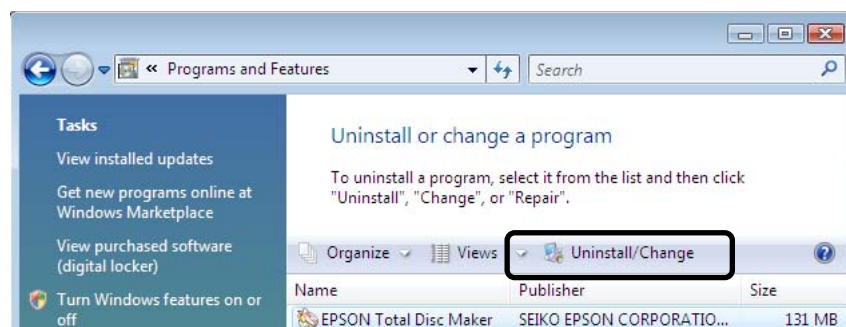 « Programs and Features
Search
Tasks
View installed updates
Get new programs online at
Windows Marketplace
View purchased software
(digital locker)
Turn Windows features on or
off
Uninstall or change a program
To uninstall a program, select it from the list and then click
"Uninstall", "Change", or "Repair".
Organize Views Uninstall/Change
Name Publisher Size
EPSON Total Disc Maker SEIKO EPSON CORPORATIO... 131 MB